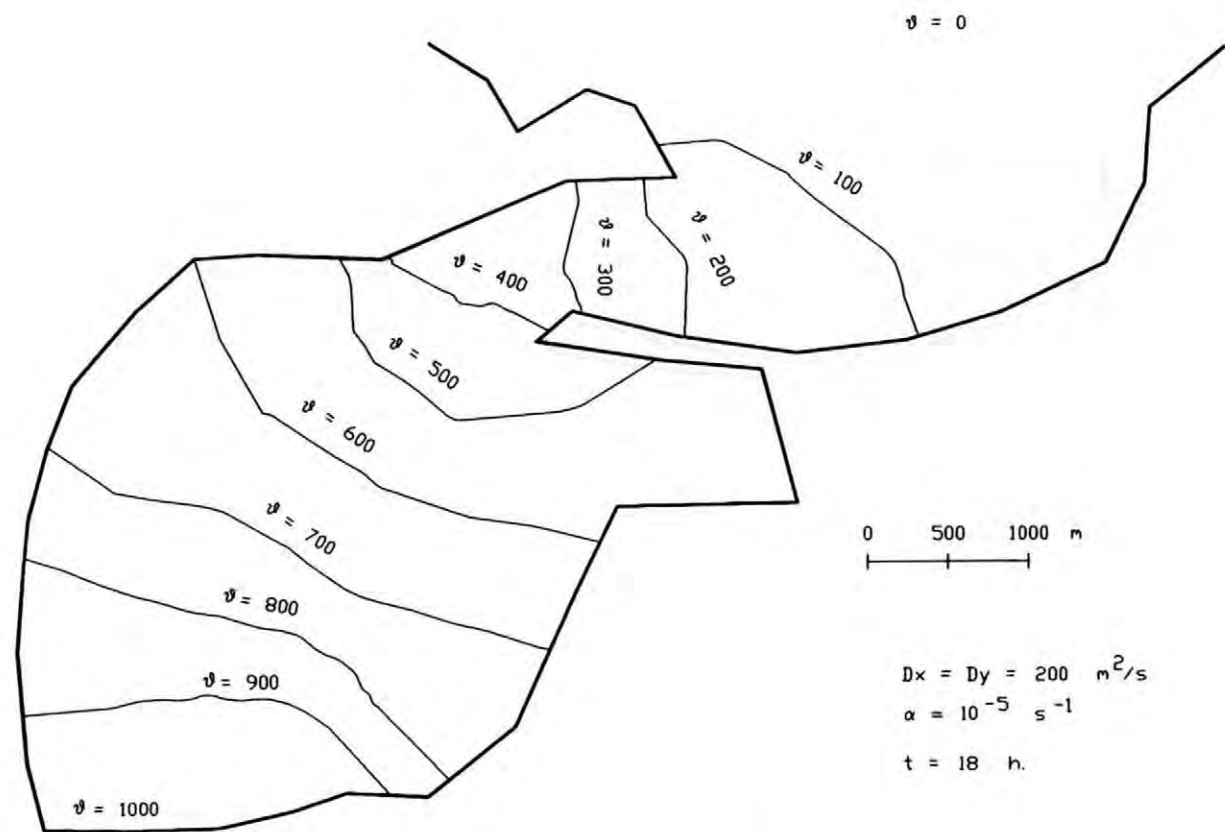 ϑ = 0
ϑ = 100
ϑ = 200
ϑ = 300
ϑ = 400
ϑ = 500
ϑ = 600
ϑ = 700
ϑ = 800
ϑ = 900
ϑ = 1000
0 500 1000 m
Dx = Dy = 200 m²/s
α = 10⁻⁵ s⁻¹
t = 18 h.